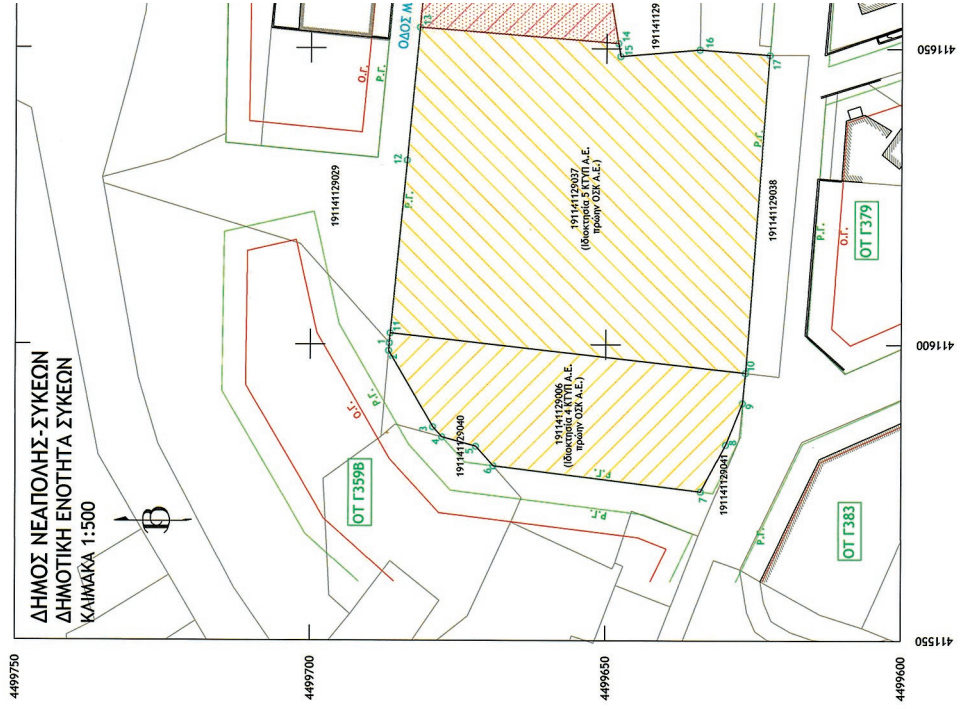 ΔΗΜΟΣ ΝΕΑΠΟΛΗΣ-ΣΥΚΕΩΝ
ΔΗΜΟΤΙΚΗ ΕΝΟΤΗΤΑ ΣΥΚΕΩΝ
ΚΛΙΜΑΚΑ 1:500
Β
4499750
4499700
4499650
4499600
411550
411600
411650
ΟΔΟΣ
ΟΤ Γ359Β
ΟΤ Γ383
ΟΤ Γ379
191141129029
191141129040
191141129041
191141129038
191141129
191141129006
(Ιδιοκτησία 4 ΚΤΥΠ Α.Ε.
πρώην ΟΣΚ Α.Ε.)
191141129037
(Ιδιοκτησία 5 ΚΤΥΠ Α.Ε.
πρώην ΟΣΚ Α.Ε.)
Ο.Γ.
Ρ.Γ.
Ο.Γ.
Ρ.Γ.
Ρ.Γ.
Ρ.Γ.
Ρ.Γ.
Ρ.Γ.
Ρ.Γ.
Ρ.Γ.
Ο.Γ.
1
2
3
4
5
6
7
8
9
10
11
12
13
14
15
16
17